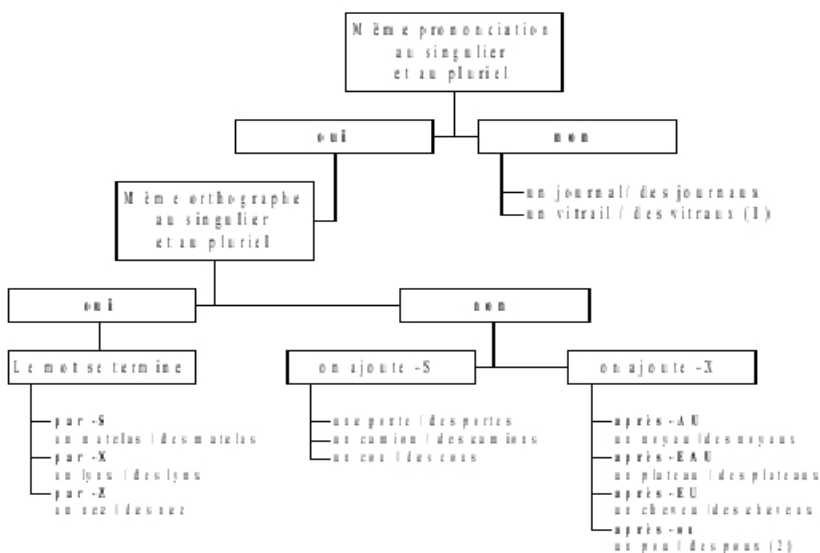 Même prononciation
au singulier
et au pluriel
oui
non
un journal / des journaux
un vitrail / des vitraux (1)
Même orthographe
au singulier
et au pluriel
oui
non
Le mot se termine
on ajoute -S
on ajoute -X
par -S
un matelas / des matelas
par -X
un lynx / des lynx
par -Z
un nez / des nez
une porte / des portes
un camion / des camions
un cou / des cous
après -AU
un noyau / des noyaux
après -EAU
un plateau / des plateaux
après -EU
un cheveu / des cheveux
après -ou
un pou / des poux (2)